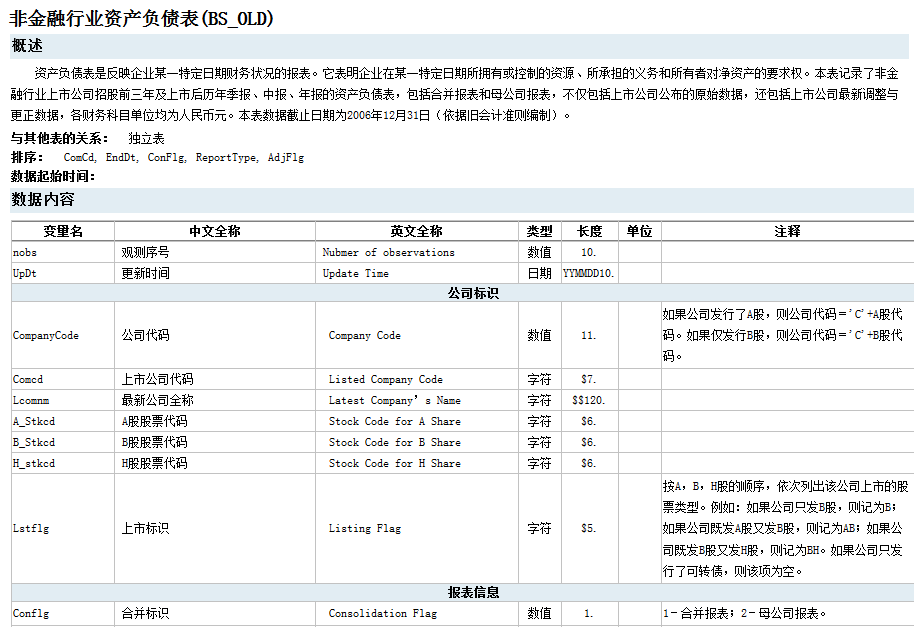 非金融行业资产负债表(BS_OLD)
概述
资产负债表是反映企业某一特定日期财务状况的报表。它表明企业在某一特定日期所拥有或控制的资源、所承担的义务和所有者对净资产的要求权。本表记录了非金
融行业上市公司招股前三年及上市后历年季报、中报、年报的资产负债表，包括合并报表和母公司报表，不仅包括上市公司公布的原始数据，还包括上市公司最新调整与
更正数据，各财务科目单位均为人民币元。本表数据截止日期为2006年12月31日（依据旧会计准则编制）。
与其他表的关系： 独立表
排序： ComCd, EndDt, ConFlg, ReportType, AdjFlg
数据起始时间：
数据内容
变量名 中文全称 英文全称 类型 长度 单位 注释
nobs 观测序号 Nubmer of observations 数值 10.
UpDt 更新时间 Update Time 日期 YYMMDD10.
公司标识
CompanyCode 公司代码 Company Code 数值 11. 如果公司发行了A股，则公司代码='C'+A股代
码。如果仅发行B股，则公司代码='C'+B股代
码。
Comcd 上市公司代码 Listed Company Code 字符 $7.
Lcomnm 最新公司全称 Latest Company’s Name 字符 $$120.
A_Stkcd A股股票代码 Stock Code for A Share 字符 $6.
B_Stkcd B股股票代码 Stock Code for B Share 字符 $6.
H_stkcd H股股票代码 Stock Code for H Share 字符 $6.
Lstflg 上市标识 Listing Flag 字符 $5. 按A，B，H股的顺序，依次列出该公司上市的股
票类型。例如：如果公司只发B股，则记为B；
如果公司既发A股又发B股，则记为AB；如果公
司既发B股又发H股，则记为BH。如果公司只发
行了可转债，则该项为空。
报表信息
Conflg 合并标识 Consolidation Flag 数值 1. 1－合并报表；2－母公司报表。